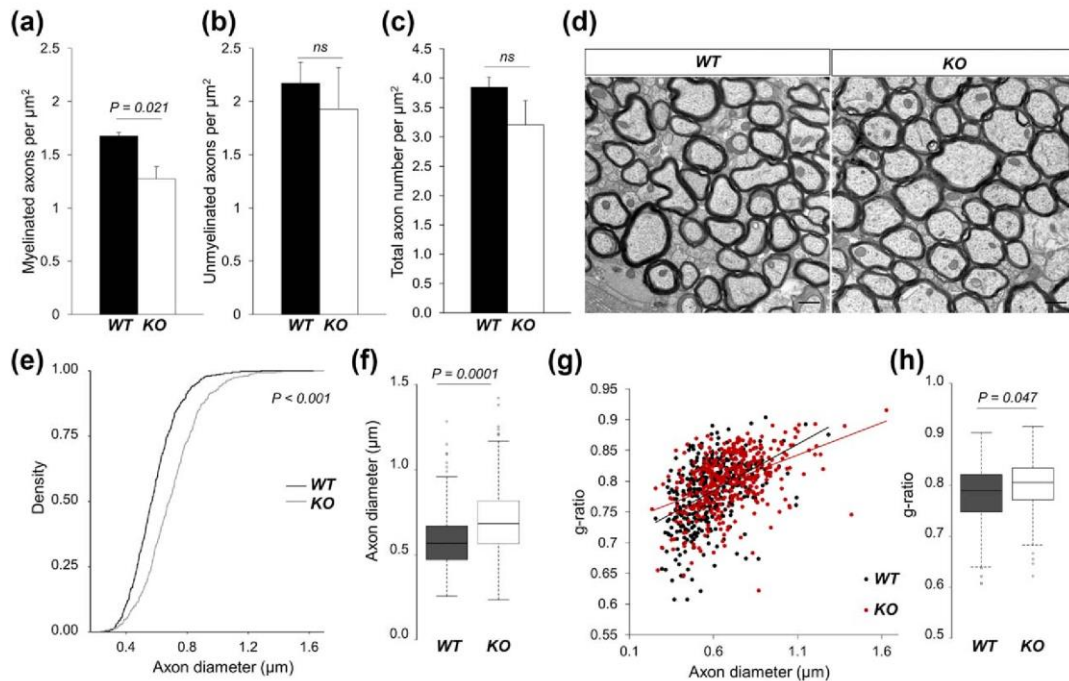 (a)
Myelinated axons per µm²
2.5
2
1.5
1
0.5
0
P = 0.021
WT KO
(b)
Unmyelinated axons per µm²
2.5
2
1.5
1
0.5
0
ns
WT KO
(c)
Total axon number per µm²
4.5
4.0
3.5
3.0
2.5
2.0
1.5
1.0
0.5
0.0
ns
WT KO
(d)
WT
KO
(e)
Density
1.00
0.75
0.50
0.25
0.00
P < 0.001
WT
KO
0.4 0.8 1.2 1.6
Axon diameter (µm)
(f)
Axon diameter (µm)
1.5
1.0
0.5
0.0
P = 0.0001
WT KO
(g)
g-ratio
0.95
0.9
0.85
0.8
0.75
0.7
0.65
0.6
0.55
WT
KO
0.1 0.6 1.1 1.6
Axon diameter (µm)
(h)
g-ratio
1.0
0.9
0.8
0.7
0.6
0.5
P = 0.047
WT KO